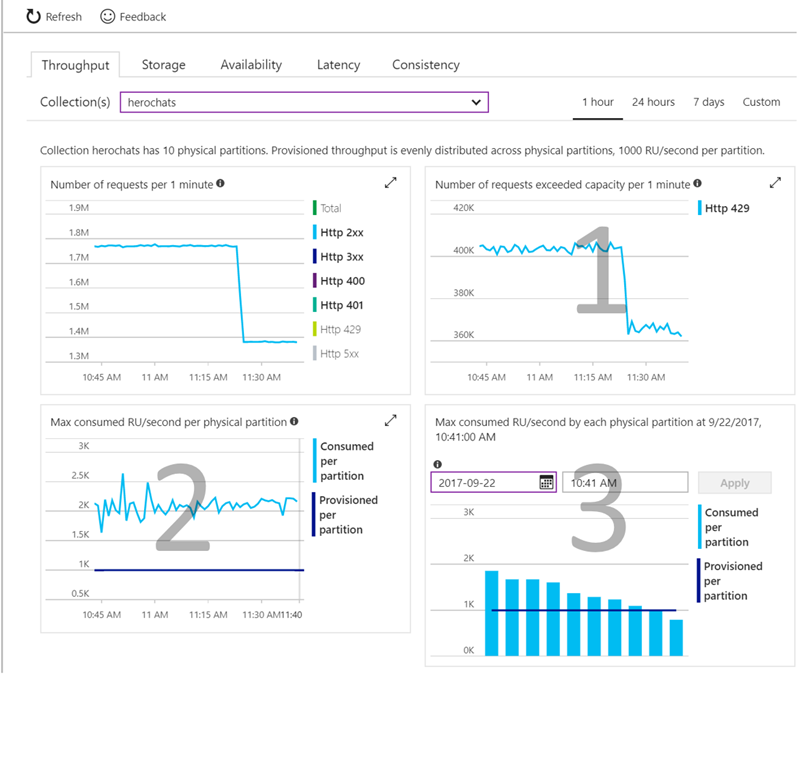 Refresh
Feedback
Throughput
Storage
Availability
Latency
Consistency
Collection(s)
herochats
1 hour
24 hours
7 days
Custom
Collection herochats has 10 physical partitions. Provisioned throughput is evenly distributed across physical partitions, 1000 RU/second per partition.
Number of requests per 1 minute
1.9M
1.8M
1.7M
1.6M
1.5M
1.4M
1.3M
10:45 AM
11 AM
11:15 AM
11:30 AM
Total
Http 2xx
Http 3xx
Http 400
Http 401
Http 429
Http 5xx
Number of requests exceeded capacity per 1 minute
420K
400K
380K
360K
10:45 AM
11 AM
11:15 AM
11:30 AM
Http 429
1
Max consumed RU/second per physical partition
3K
2.5K
2K
1.5K
1K
0.5K
10:45 AM
11 AM
11:15 AM
11:30 AM
11:40
Consumed
per
partition
Provisioned
per
partition
2
Max consumed RU/second by each physical partition at 9/22/2017,
10:41:00 AM
2017-09-22
10:41 AM
Apply
3K
2K
1K
0K
Consumed
per
partition
Provisioned
per
partition
3